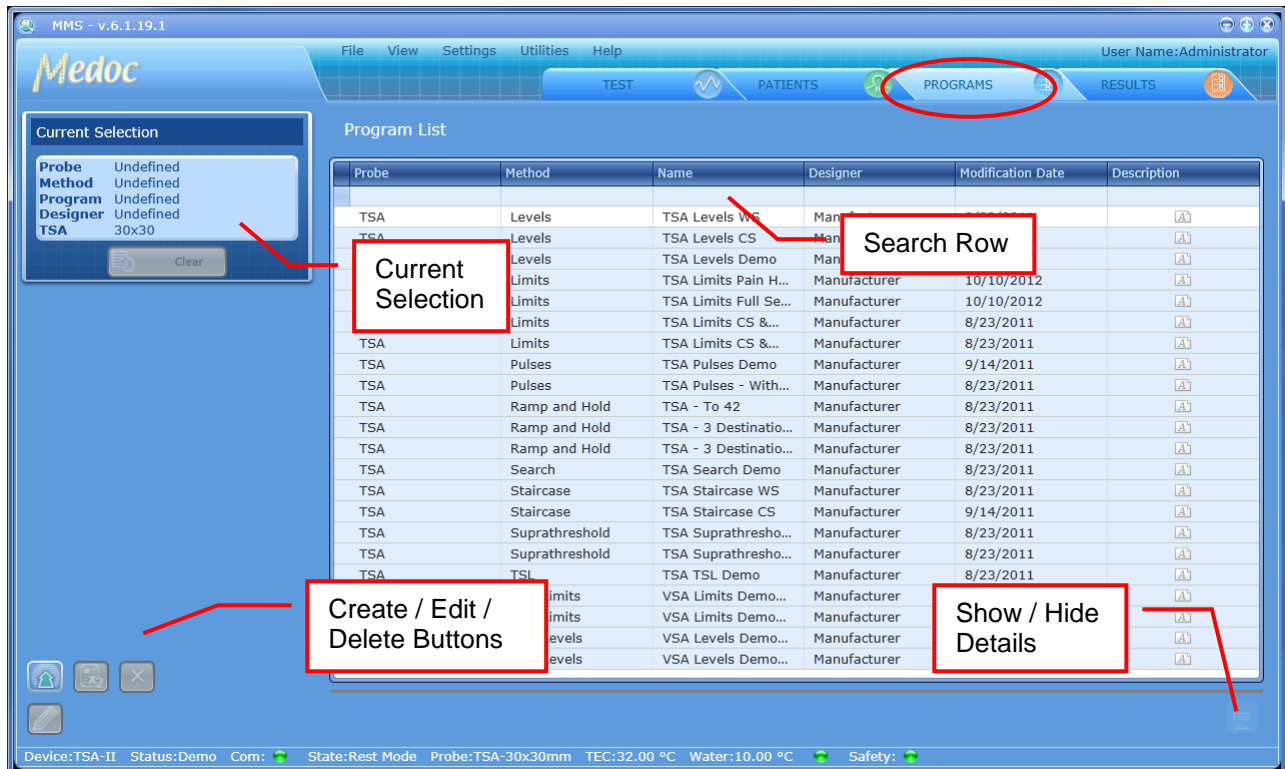 MMS - v.6.1.19.1
Medoc
File View Settings Utilities Help
User Name:Administrator
TEST PATIENTS PROGRAMS RESULTS
Current Selection
Probe Undefined
Method Undefined
Program Undefined
Designer Undefined
TSA 30x30
Clear
Program List
Probe Method Name Designer Modification Date Description
TSA Levels TSA Levels WS
TSA Levels TSA Levels CS
Levels TSA Levels Demo
Limits TSA Limits Pain H... Manufacturer 10/10/2012
Limits TSA Limits Full Se... Manufacturer 10/10/2012
Limits TSA Limits CS &... Manufacturer 8/23/2011
TSA Limits TSA Limits CS &... Manufacturer 8/23/2011
TSA Pulses TSA Pulses Demo Manufacturer 9/14/2011
TSA Pulses TSA Pulses - With... Manufacturer 8/23/2011
TSA Ramp and Hold TSA - To 42 Manufacturer 8/23/2011
TSA Ramp and Hold TSA - 3 Destinatio... Manufacturer 8/23/2011
TSA Ramp and Hold TSA - 3 Destinatio... Manufacturer 8/23/2011
TSA Search TSA Search Demo Manufacturer 8/23/2011
TSA Staircase TSA Staircase WS Manufacturer 8/23/2011
TSA Staircase TSA Staircase CS Manufacturer 9/14/2011
TSA Suprathreshold TSA Suprathresho... Manufacturer 8/23/2011
TSA Suprathreshold TSA Suprathresho... Manufacturer 8/23/2011
TSA TSL TSA TSL Demo Manufacturer 8/23/2011
VSA Limits Demo... Manufacturer
VSA Limits Demo... Manufacturer
VSA Levels Demo... Manufacturer
VSA Levels Demo... Manufacturer
Current
Selection
Search Row
Create / Edit /
Delete Buttons
Show / Hide
Details
Device:TSA-II Status:Demo Com: State:Rest Mode Probe:TSA-30x30mm TEC:32.00 °C Water:10.00 °C Safety: